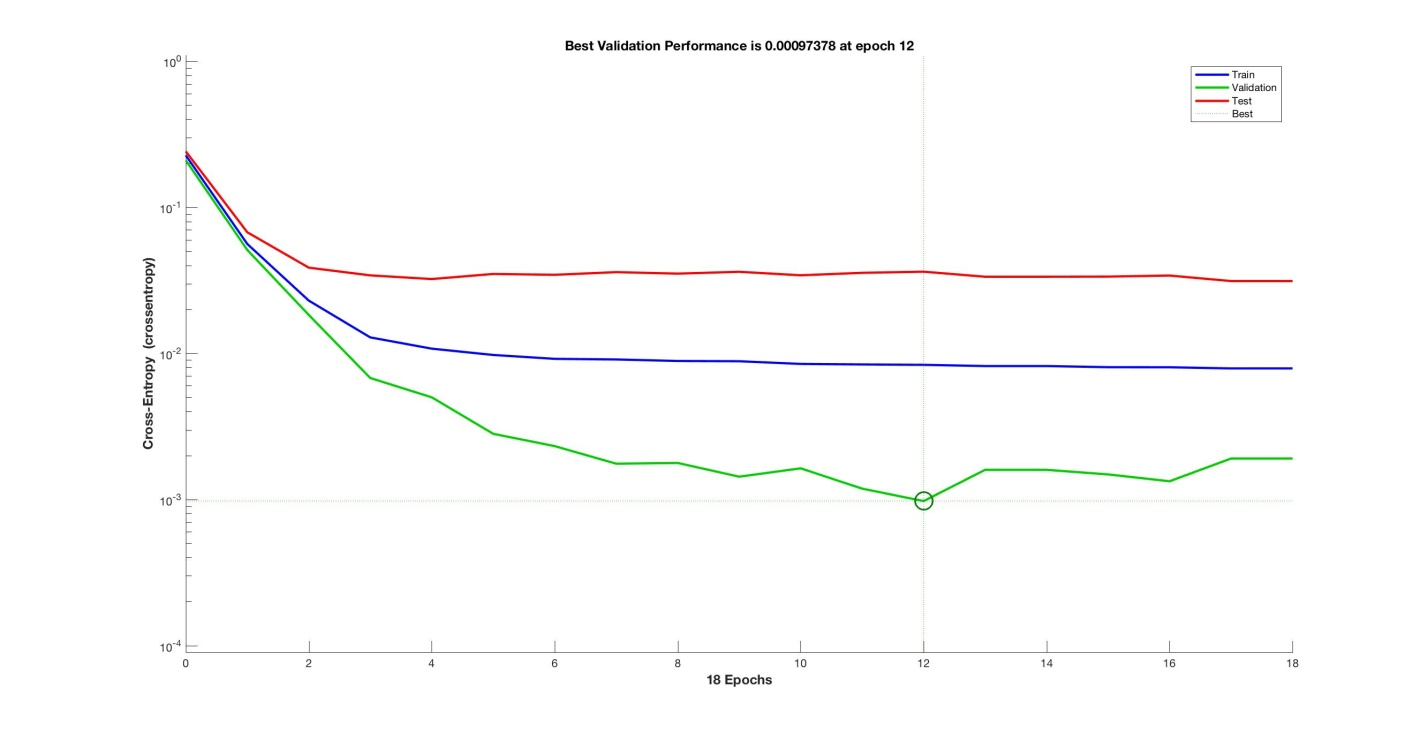 Best Validation Performance is 0.00097378 at epoch 12
10^0
10^-1
10^-2
10^-3
10^-4
Cross-Entropy (crossentropy)
Train
Validation
Test
Best
0 2 4 6 8 10 12 14 16 18
18 Epochs